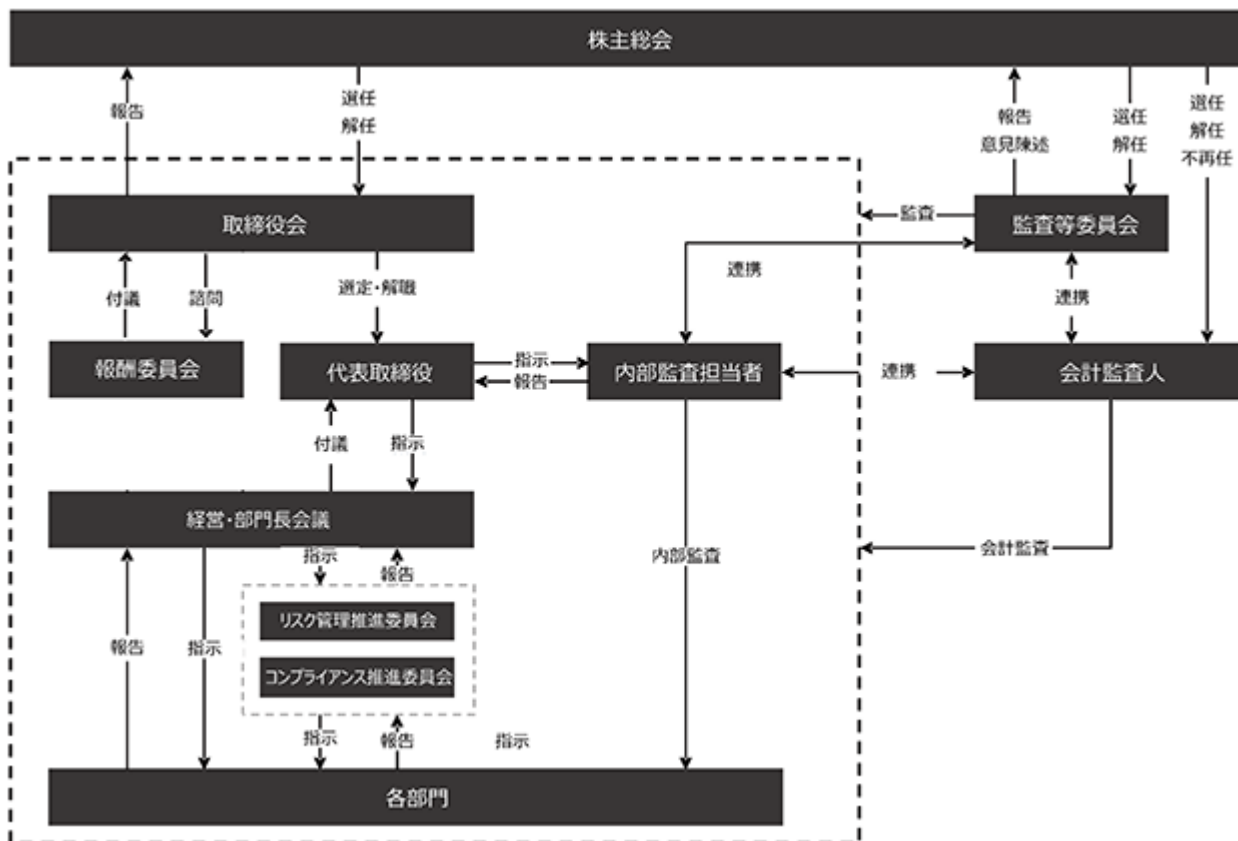 株主総会
報告
選任
解任
報告
意見陳述
選任
解任
選任
解任
不再任
取締役会
監査
監査等委員会
付議
諮問
選定・解職
連携
連携
報酬委員会
代表取締役
指示
報告
内部監査担当者
連携
会計監査人
付議
指示
経営・部門長会議
指示
報告
内部監査
会計監査
リスク管理推進委員会
報告
指示
コンプライアンス推進委員会
指示
報告
指示
各部門